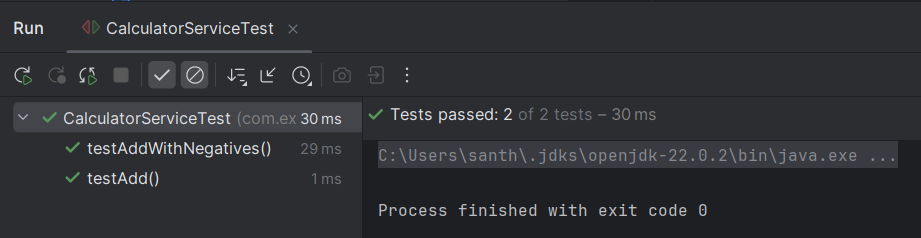 Run CalculatorServiceTest
CalculatorServiceTest (com.ex 30 ms
testAddWithNegatives() 29 ms
testAdd() 1 ms
Tests passed: 2 of 2 tests – 30 ms
C:\Users\santh\.jdks\openjdk-22.0.2\bin\java.exe ...
Process finished with exit code 0